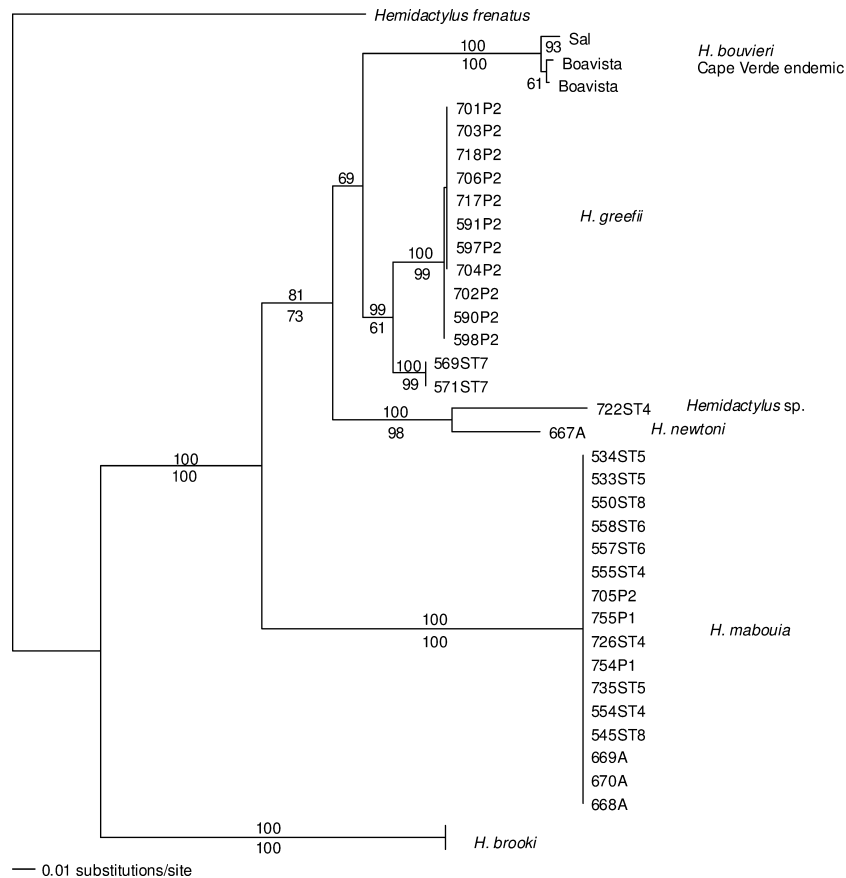 Hemidactylus frenatus
100
100
93
Sal
Boavista
61
Boavista
H. bouvieri
Cape Verde endemic
701P2
703P2
718P2
69
706P2
717P2
591P2
H. greefii
597P2
100
99
704P2
702P2
81
73
99
61
590P2
598P2
100
99
569ST7
571ST7
100
98
722ST4
Hemidactylus sp.
667A
H. newtoni
534ST5
100
100
533ST5
550ST8
558ST6
557ST6
555ST4
705P2
755P1
100
100
H. mabouia
726ST4
754P1
735ST5
554ST4
545ST8
669A
670A
668A
100
100
H. brooki
0.01 substitutions/site